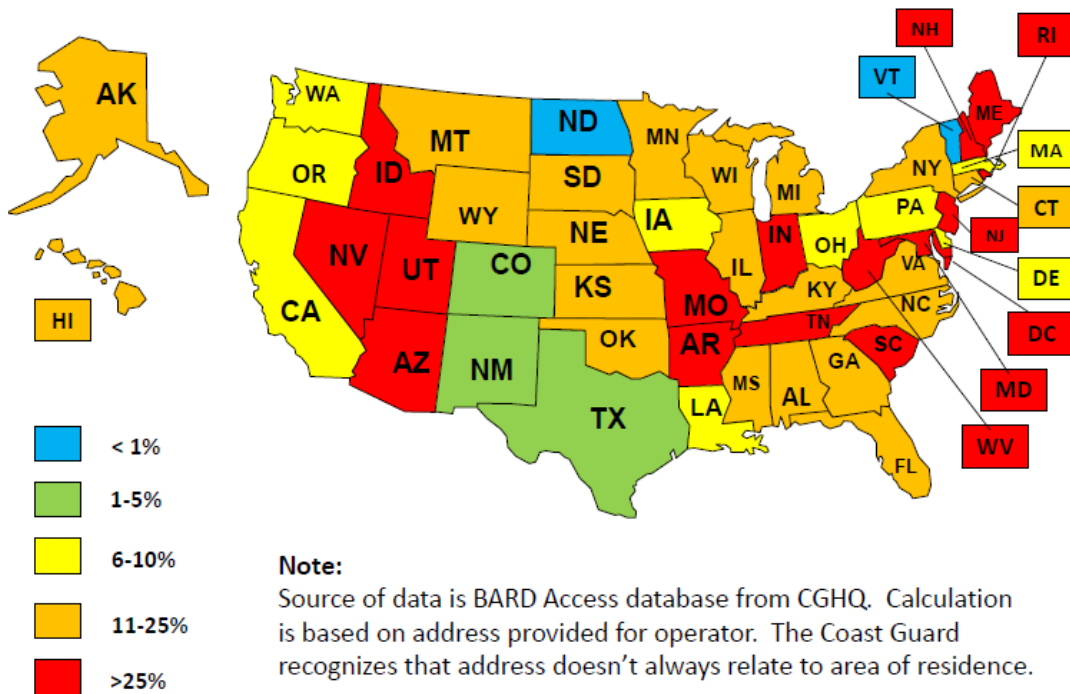 NH
RI
VT
AK
WA
ND
ME
MT
MN
MA
OR
ID
SD
WI
NY
MI
WY
IA
PA
CT
NE
NV
IN
NJ
UT
CO
OH
IL
VA
DE
KS
CA
KY
NC
HI
MO
TN
DC
OK
AR
SC
AZ
NM
GA
MS
AL
MD
TX
LA
WV
FL
< 1%
1-5%
6-10%
11-25%
>25%
Note:
Source of data is BARD Access database from CGHQ. Calculation
is based on address provided for operator. The Coast Guard
recognizes that address doesn’t always relate to area of residence.